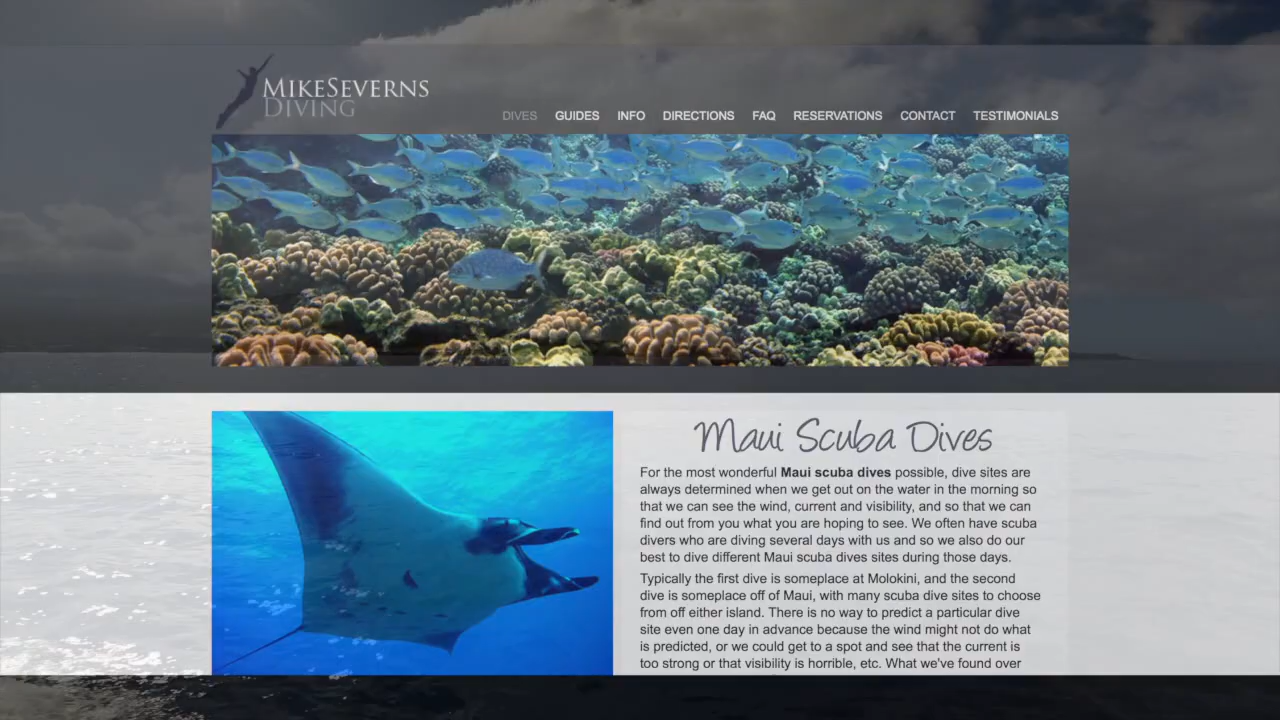 MIKESEVERNS
DIVING
DIVES GUIDES INFO DIRECTIONS FAQ RESERVATIONS CONTACT TESTIMONIALS
Maui Scuba Dives
For the most wonderful Maui scuba dives possible, dive sites are
always determined when we get out on the water in the morning so
that we can see the wind, current and visibility, and so that we can
find out from you what you are hoping to see. We often have scuba
divers who are diving several days with us and so we also do our
best to dive different Maui scuba dives sites during those days.
Typically the first dive is someplace at Molokini, and the second
dive is someplace off of Maui, with many scuba dive sites to choose
from off either island. There is no way to predict a particular dive
site even one day in advance because the wind might not do what
is predicted, or we could get to a spot and see that the current is
too strong or that visibility is horrible, etc. What we've found over